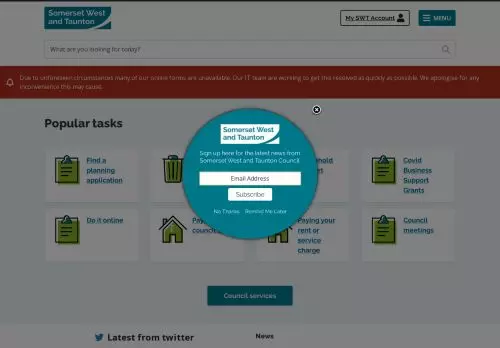 Somerset West
and Taunton
My SWT Account
MENU
What are you looking for today?
Due to unforeseen circumstances many of our online forms are unavailable. Our IT team are working to get this resolved as quickly as possible. We apologise for any
inconvenience this may cause.
Popular tasks
Find a
planning
application
Covid
Business
Support
Grants
Somerset West
and Taunton
Sign up here for the latest news from
Somerset West and Taunton Council
Email Address
Subscribe
No Thanks
Remind Me Later
Do it online
Paying your
rent or
service
charge
Council
meetings
Council services
Latest from twitter
News